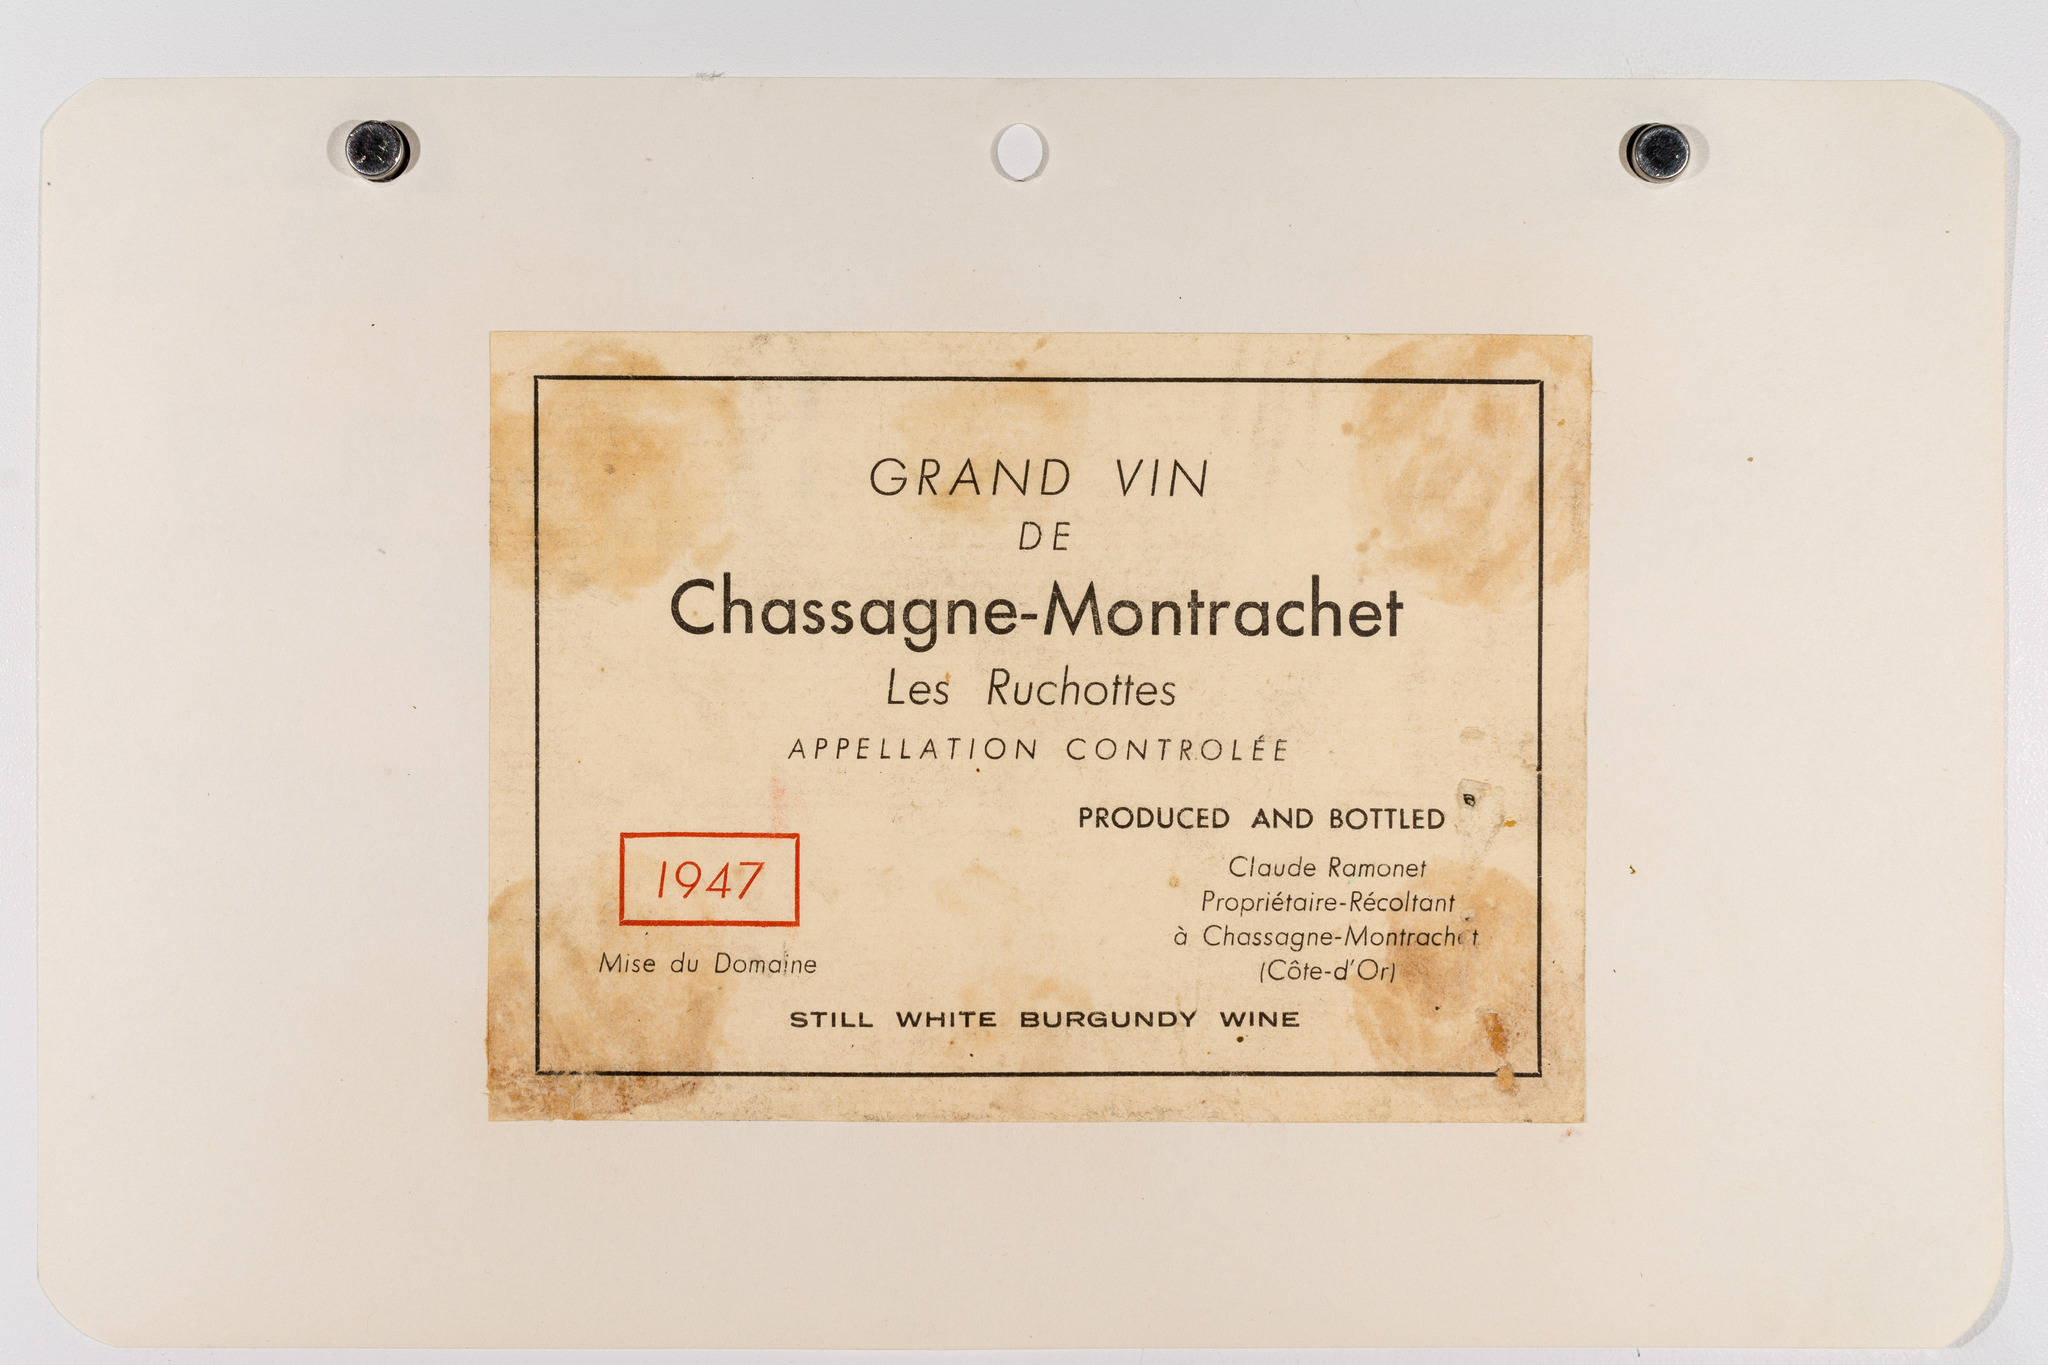 GRAND VIN
DE
Chassagne-Montrachet
Les Ruchottes
APPELLATION CONTROLÉE
PRODUCED AND BOTTLED
Claude Ramonet
Propriétaire-Récoltant
à Chassagne-Montrachet
(Côte-d'Or)
1947
Mise du Domaine
STILL WHITE BURGUNDY WINE